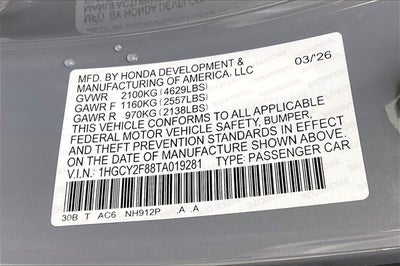 MFD. BY HONDA DEVELOPMENT & 03/26
MANUFACTURING OF AMERICA. LLC
GVWR 2100KG (4629LBS)
GAWR F 1160KG (2557LBS)
GAWR R 970KG (2138LBS)
THIS VEHICLE CONFORMS TO ALL APPLICABLE
FEDERAL MOTOR VEHICLE SAFETY, BUMPER,
AND THEFT PREVENTION STANDARDS IN EFFECT
ON THE DATE OF MANUFACTURE SHOWN ABOVE.
V.I.N.: 1HGCY2F88TA019281 TYPE: PASSENGER CAR
30B T AC6 NH912P A A